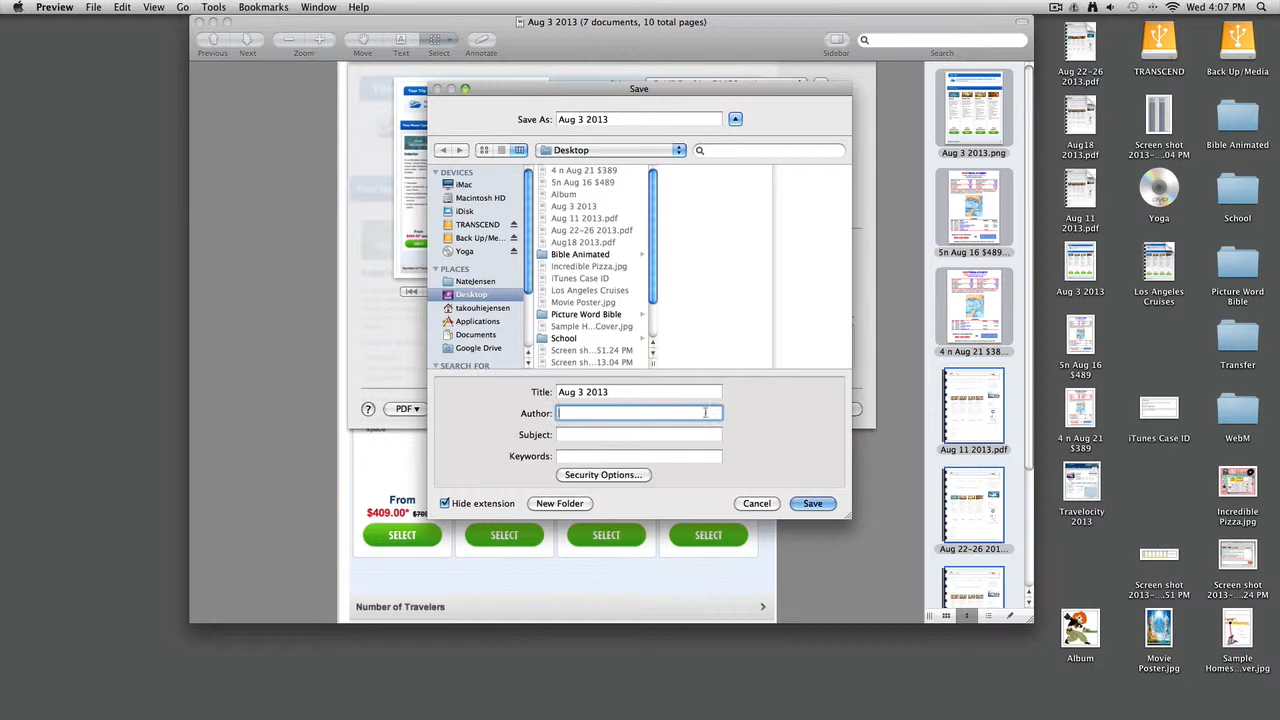 Preview File Edit View Go Tools Bookmarks Window Help
Wed 4:07 PM
Aug 3 2013 (7 documents, 10 total pages)
Previous Next Zoom Move Text Select Annotate Sidebar Search
Save
Save As: Aug 3 2013
Desktop
DEVICES
Mac
Macintosh HD
iDisk
TRANSCEND
Back Up/Me...
Yoga
PLACES
NateJensen
Desktop
takouhiejensen
Applications
Documents
Google Drive
SEARCH FOR
4 n Aug 21 $389
5n Aug 16 $489
Album
Aug 3 2013
Aug 11 2013.pdf
Aug 22-26 2013.pdf
Aug18 2013.pdf
Bible Animated
Incredible Pizza.jpg
iTunes Case ID
Los Angeles Cruises
Movie Poster.jpg
Picture Word Bible
Sample H...Cover.jpg
School
Screen sh...51.24 PM
Screen sh...13.04 PM
Title: Aug 3 2013
Author:
Subject:
Keywords:
Security Options...
Hide extension
New Folder
Cancel
Save
? PDF
From
$409.00*
SELECT
SELECT
SELECT
SELECT
Number of Travelers
Aug 3 2013.png
5n Aug 16 $489...
4 n Aug 21 $38...
Aug 11 2013.pdf
Aug 22-26 201...
Aug 22-26
2013.pdf
TRANSCEND
Back Up/Media
Aug18
2013.pdf
Screen shot
2013-...04 PM
Bible Animated
Aug 11
2013.pdf
Yoga
School
Aug 3 2013
Los Angeles
Cruises
Picture Word
Bible
5n Aug 16
$489
Transfer
4 n Aug 21
$389
iTunes Case ID
WebM
Travelocity
2013
Incredible
Pizza.jpg
Screen shot
2013-...51 PM
Screen shot
2013-...24 PM
Album
Movie
Poster.jpg
Sample
Homes...ver.jpg